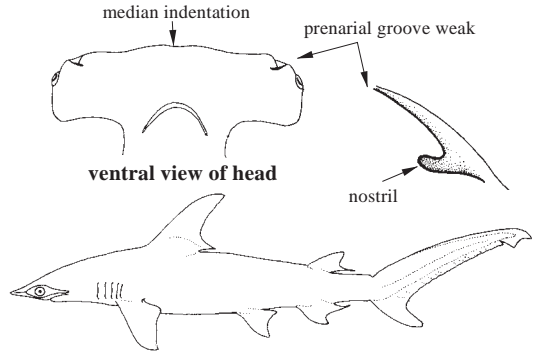 median indentation
prenarial groove weak
ventral view of head
nostril